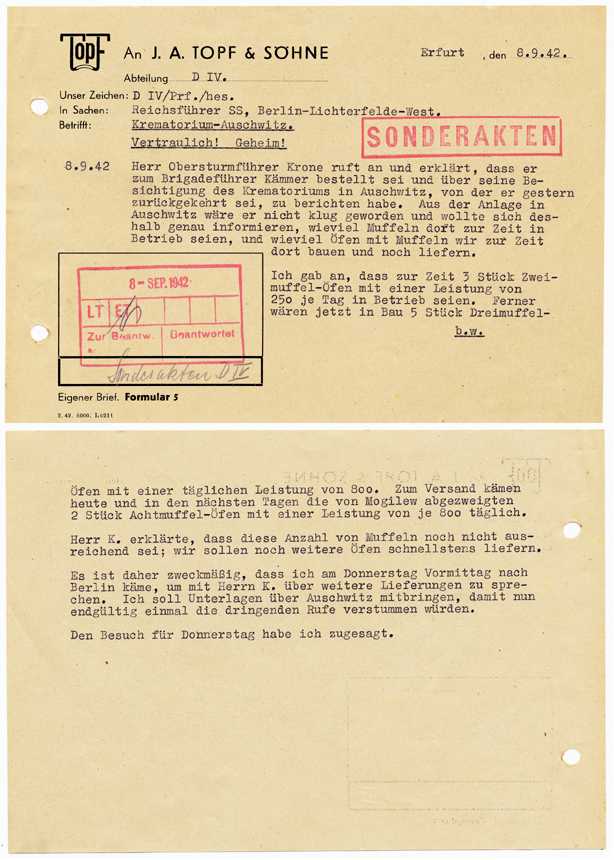 TOPF
An J. A. TOPF & SÖHNE
Erfurt , den 8.9.42.
Abteilung D IV.
Unser Zeichen: D IV/Prf./hes.
In Sachen: Reichsführer SS, Berlin-Lichterfelde-West.
Betrifft: Krematorium-Auschwitz.
Vertraulich! Geheim!
SONDERAKTEN
8.9.42 Herr Obersturmführer Krone ruft an und erklärt, dass er
zum Brigadeführer Kämmer bestellt sei und über seine Be-
sichtigung des Krematoriums in Auschwitz, von der er gestern
zurückgekehrt sei, zu berichten habe. Aus der Anlage in
Auschwitz wäre er nicht klug geworden und wollte sich des-
halb genau informieren, wieviel Muffeln dort zur Zeit in
Betrieb seien, und wieviel Öfen mit Muffeln wir zur Zeit
dort bauen und noch liefern.
Ich gab an, dass zur Zeit 3 Stück Zwei-
muffel-Öfen mit einer Leistung von
250 je Tag in Betrieb seien. Ferner
wären jetzt in Bau 5 Stück Dreimuffel-
b.w.
8-SEP.1942
LT ET
Zur Beantw. Beantwortet
Sonderakten D IV
Eigener Brief. Formular 5
2. 42. 5000. L0211
Öfen mit einer täglichen Leistung von 800. Zum Versand kämen
heute und in den nächsten Tagen die von Mogilew abgezweigten
2 Stück Achtmuffel-Öfen mit einer Leistung von je 800 täglich.
Herr K. erklärte, dass diese Anzahl von Muffeln noch nicht aus-
reichend sei; wir sollen noch weitere Öfen schnellstens liefern.
Es ist daher zweckmäßig, dass ich am Donnerstag Vormittag nach
Berlin käme, um mit Herrn K. über weitere Lieferungen zu spre-
chen. Ich soll Unterlagen über Auschwitz mitbringen, damit nun
endgültig einmal die dringenden Rufe verstummen würden.
Den Besuch für Donnerstag habe ich zugesagt.